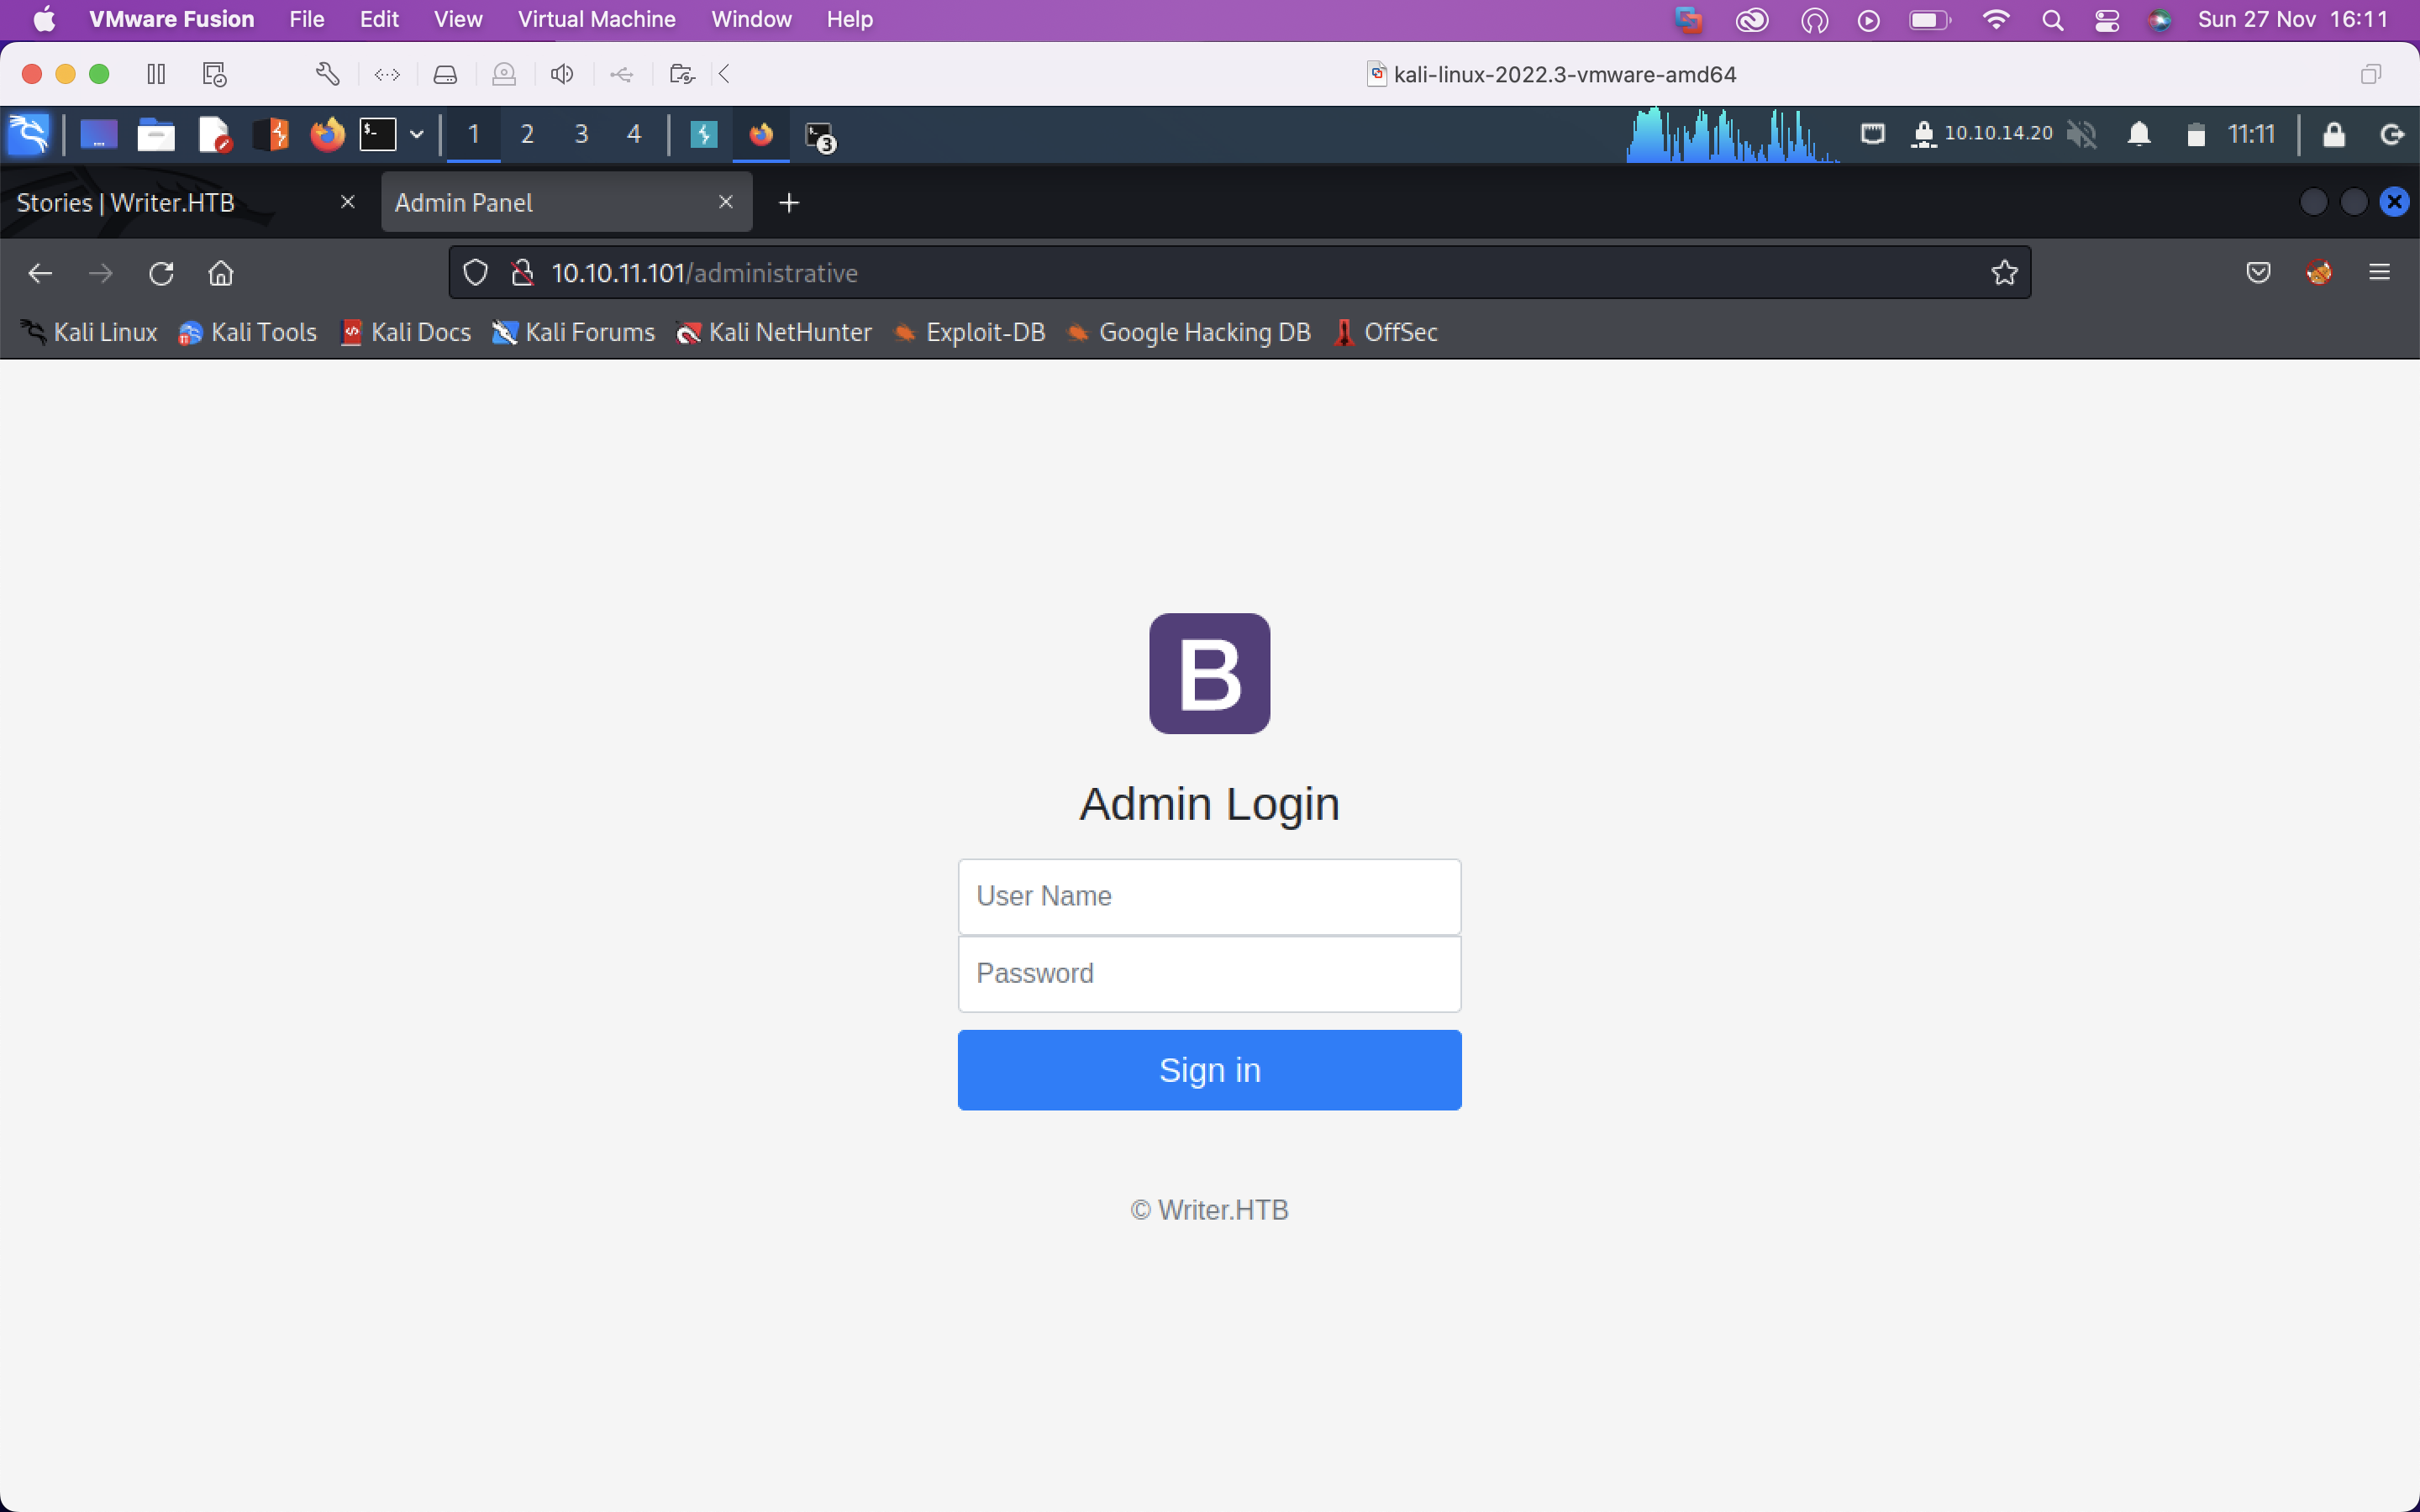 VMware Fusion File Edit View Virtual Machine Window Help Sun 27 Nov 16:11
kali-linux-2022.3-vmware-amd64
1 2 3 4 3 10.10.14.20 11:11
Stories | Writer.HTB Admin Panel
10.10.11.101/administrative
Kali Linux Kali Tools Kali Docs Kali Forums Kali NetHunter Exploit-DB Google Hacking DB OffSec
B
Admin Login
User Name
Password
Sign in
© Writer.HTB